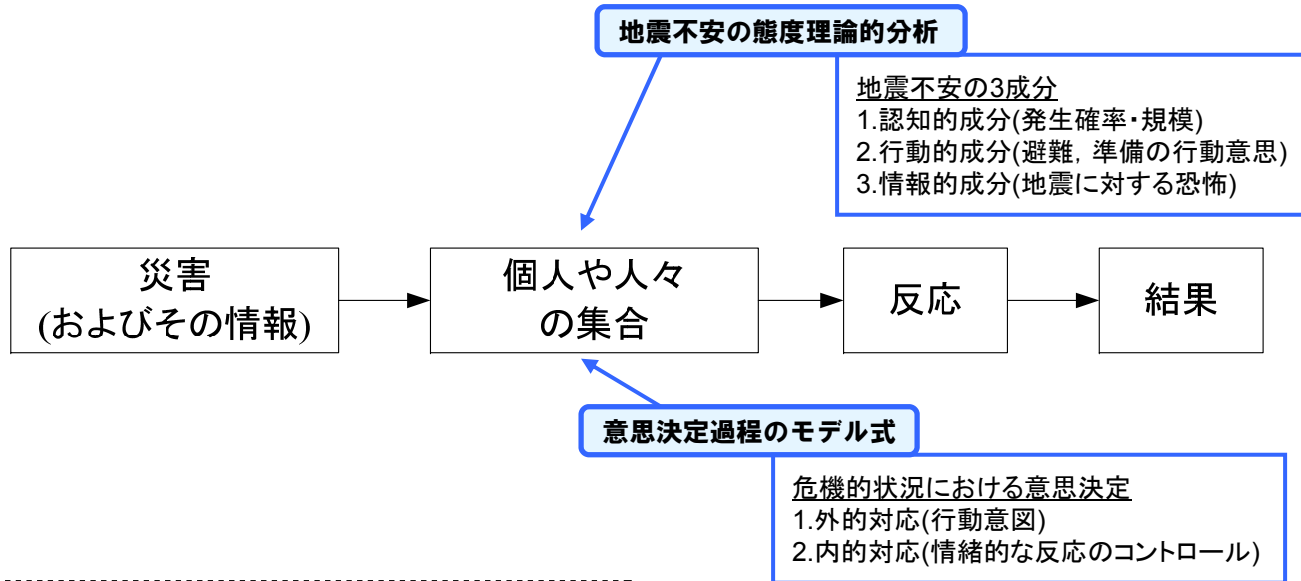 地震不安の態度理論的分析
地震不安の3成分
1.認知的成分(発生確率・規模)
2.行動的成分(避難, 準備の行動意思)
3.情報的成分(地震に対する恐怖)
災害
(およびその情報)
個人や人々
の集合
反応
結果
意思決定過程のモデル式
危機的状況における意思決定
1.外的対応(行動意図)
2.内的対応(情緒的な反応のコントロール)